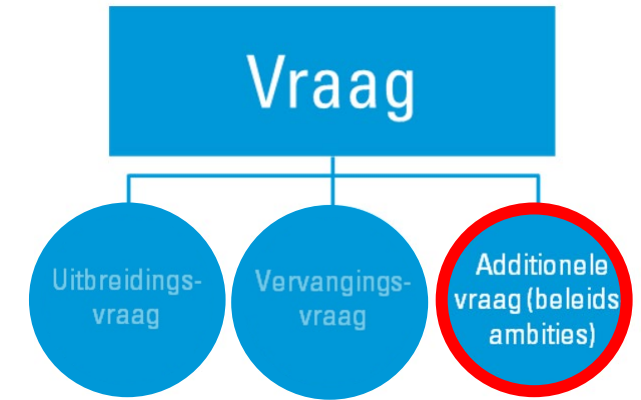 Vraag
Uitbreidings-
vraag
Vervangings-
vraag
Additionele
vraag (beleids
ambities)